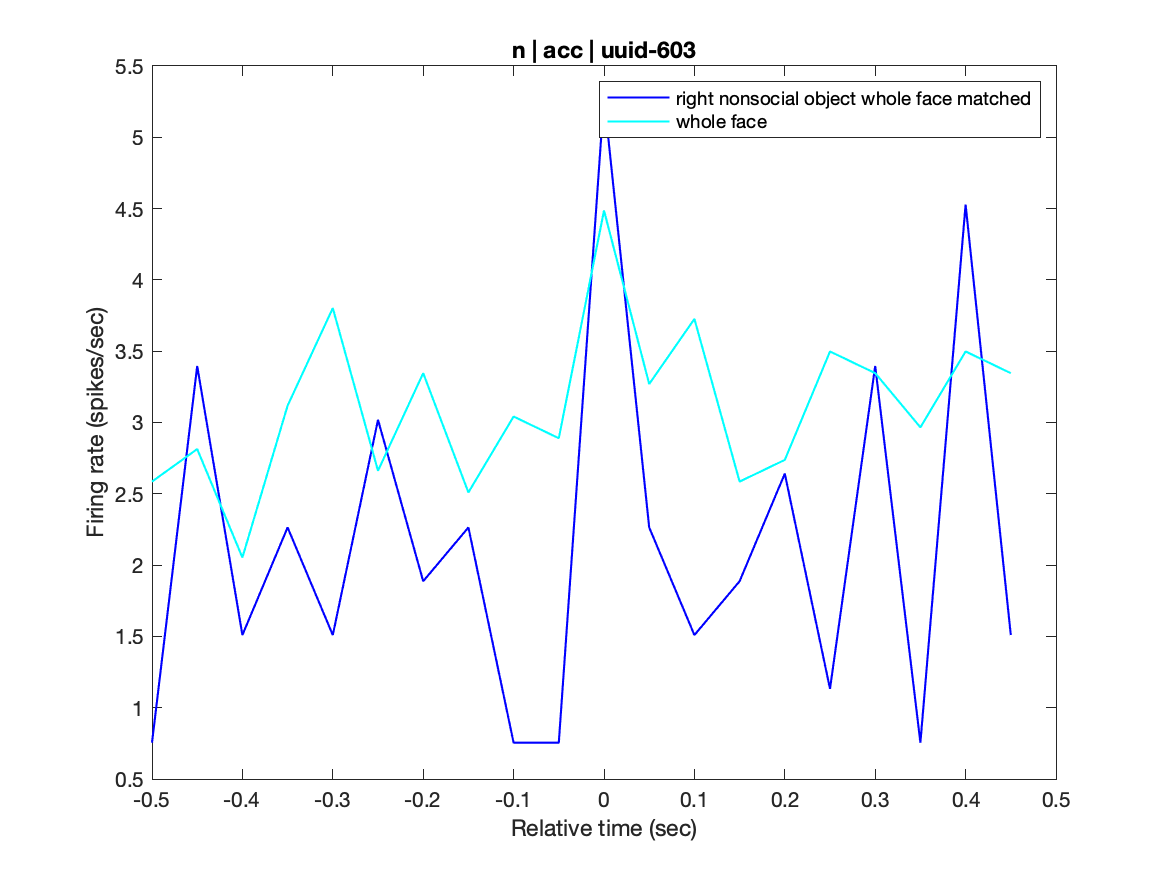 n | acc | uuid-603
5.5
5
4.5
4
3.5
3
2.5
2
1.5
1
0.5
Firing rate (spikes/sec)
right nonsocial object whole face matched
whole face
-0.5 -0.4 -0.3 -0.2 -0.1 0 0.1 0.2 0.3 0.4 0.5
Relative time (sec)